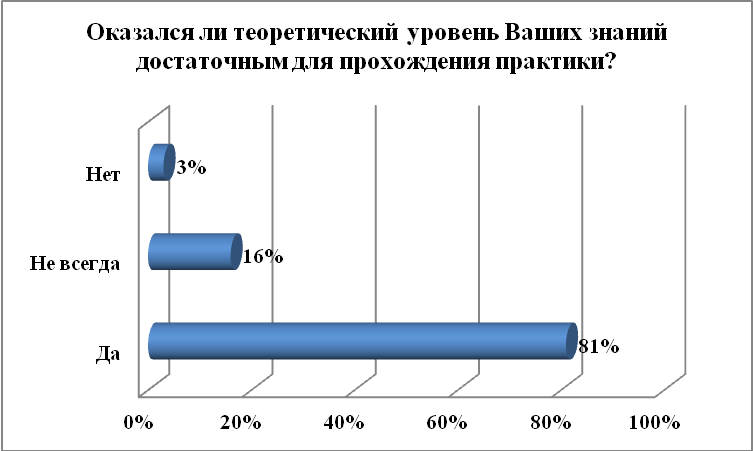 Оказался ли теоретический уровень Ваших знаний
достаточным для прохождения практики?
Нет
3%
Не всегда
16%
Да
81%
0% 20% 40% 60% 80% 100%